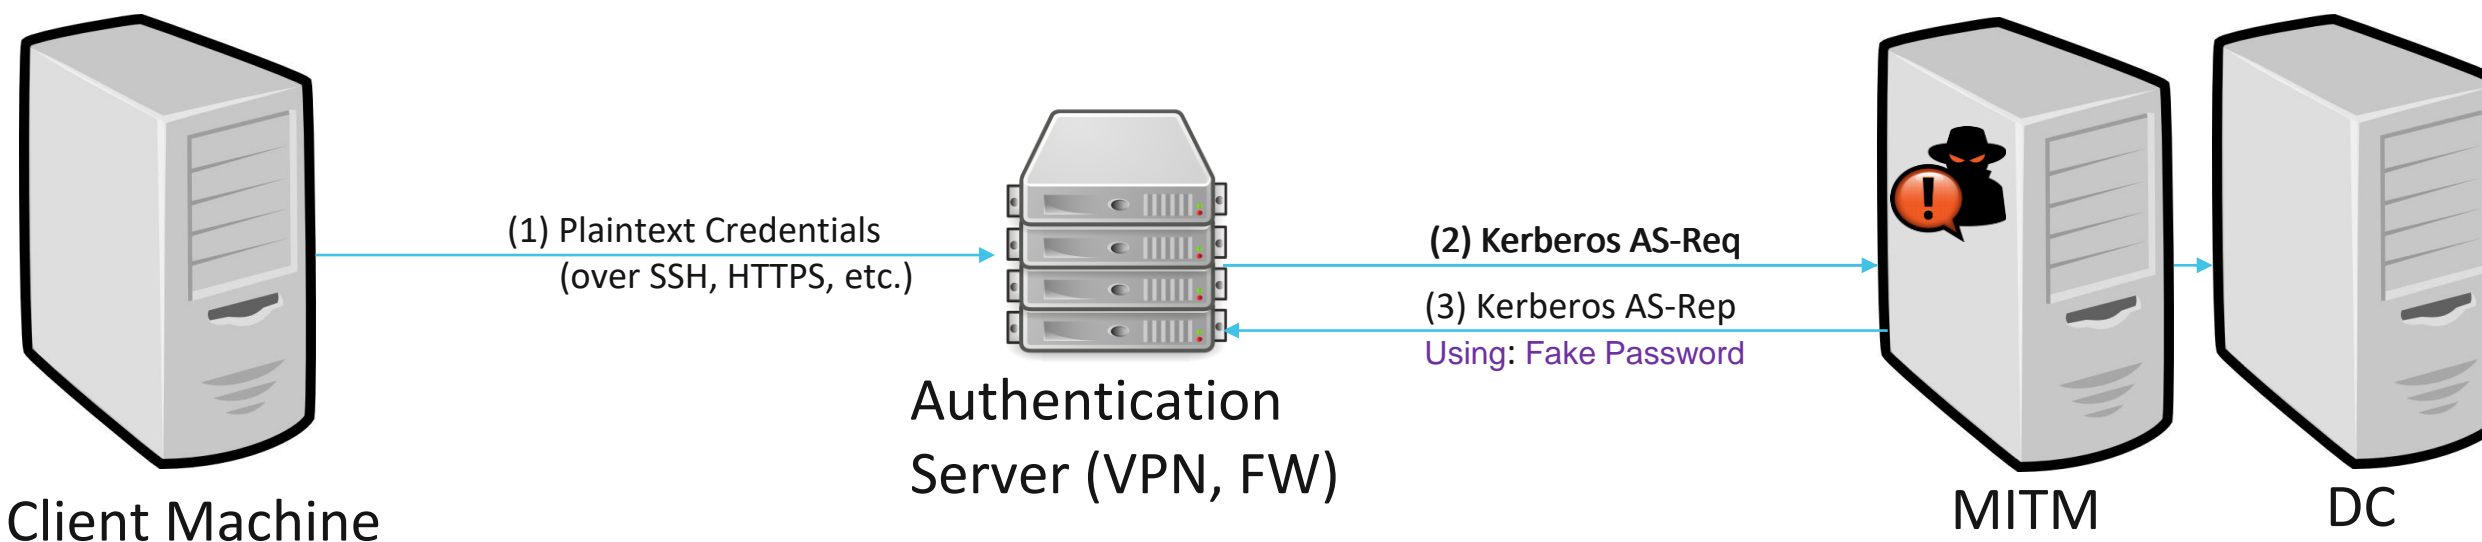 (1) Plaintext Credentials
(over SSH, HTTPS, etc.)
(2) Kerberos AS-Req
(3) Kerberos AS-Rep
Using: Fake Password
Authentication
Server (VPN, FW)
Client Machine
MITM
DC